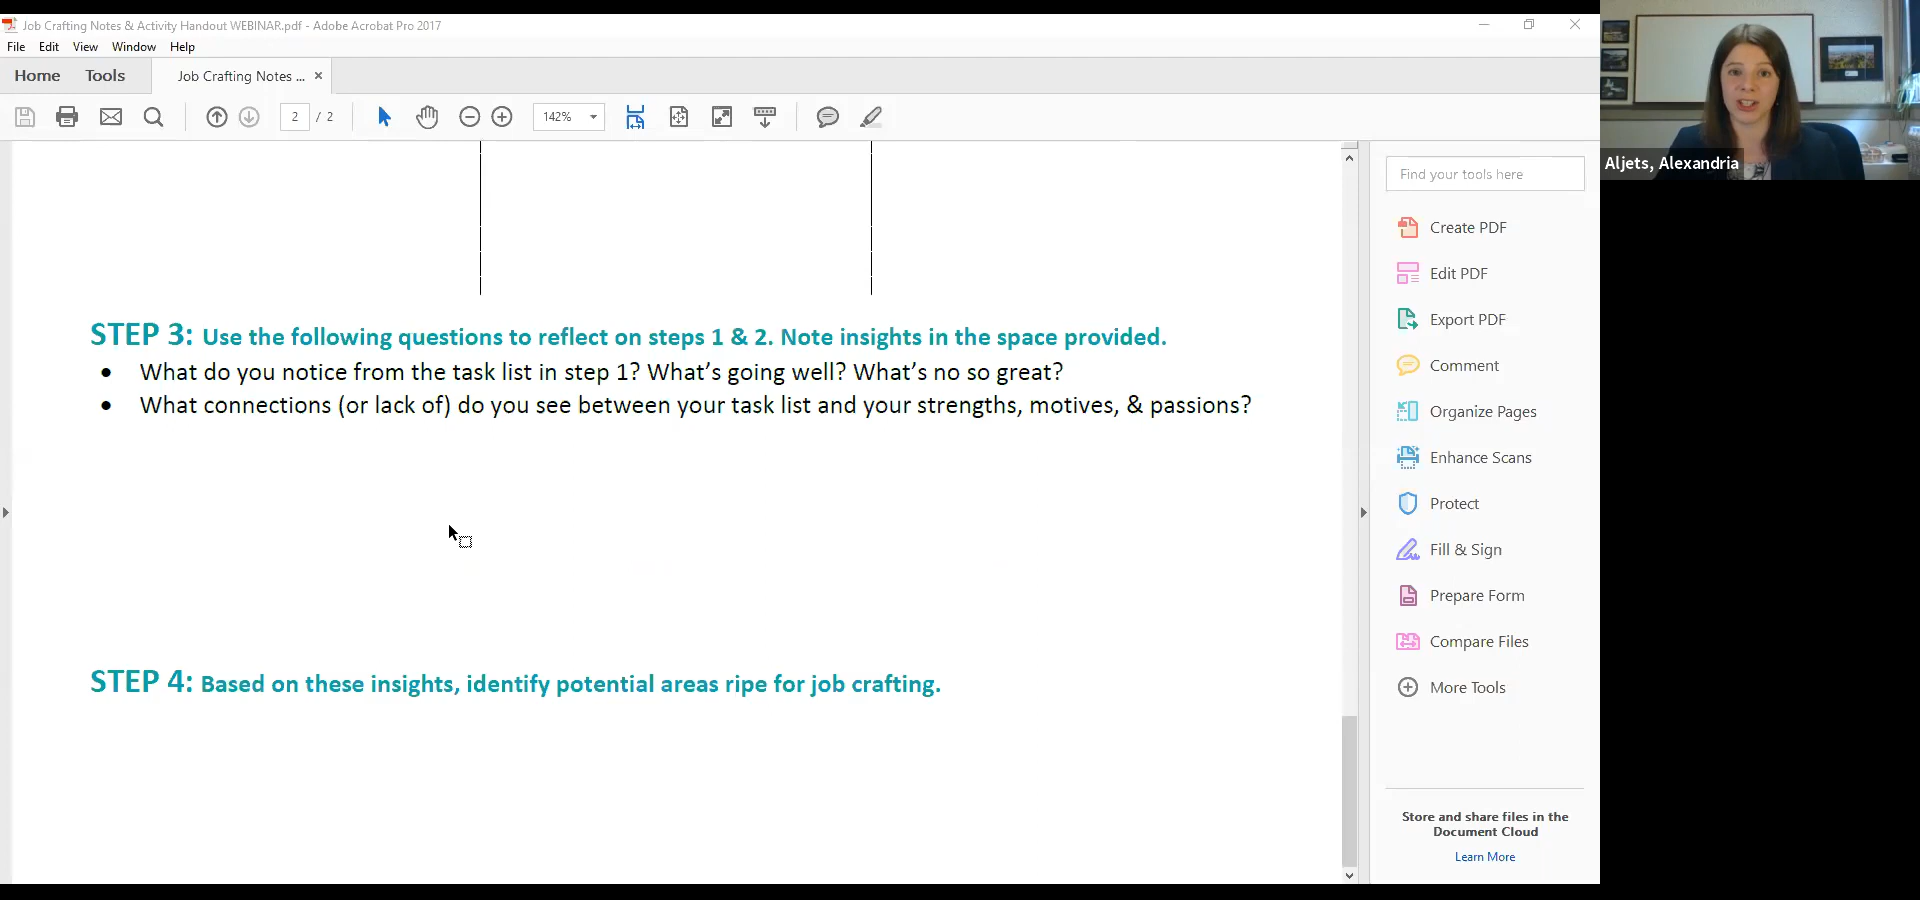 Job Crafting Notes & Activity Handout WEBINAR.pdf - Adobe Acrobat Pro 2017
File Edit View Window Help
Home Tools Job Crafting Notes ... ×
2 / 2 142%
Aljets, Alexandria
Find your tools here
Create PDF
Edit PDF
Export PDF
Comment
Organize Pages
Enhance Scans
Protect
Fill & Sign
Prepare Form
Compare Files
More Tools
Store and share files in the
Document Cloud
Learn More
STEP 3: Use the following questions to reflect on steps 1 & 2. Note insights in the space provided.
• What do you notice from the task list in step 1? What’s going well? What’s no so great?
• What connections (or lack of) do you see between your task list and your strengths, motives, & passions?
STEP 4: Based on these insights, identify potential areas ripe for job crafting.